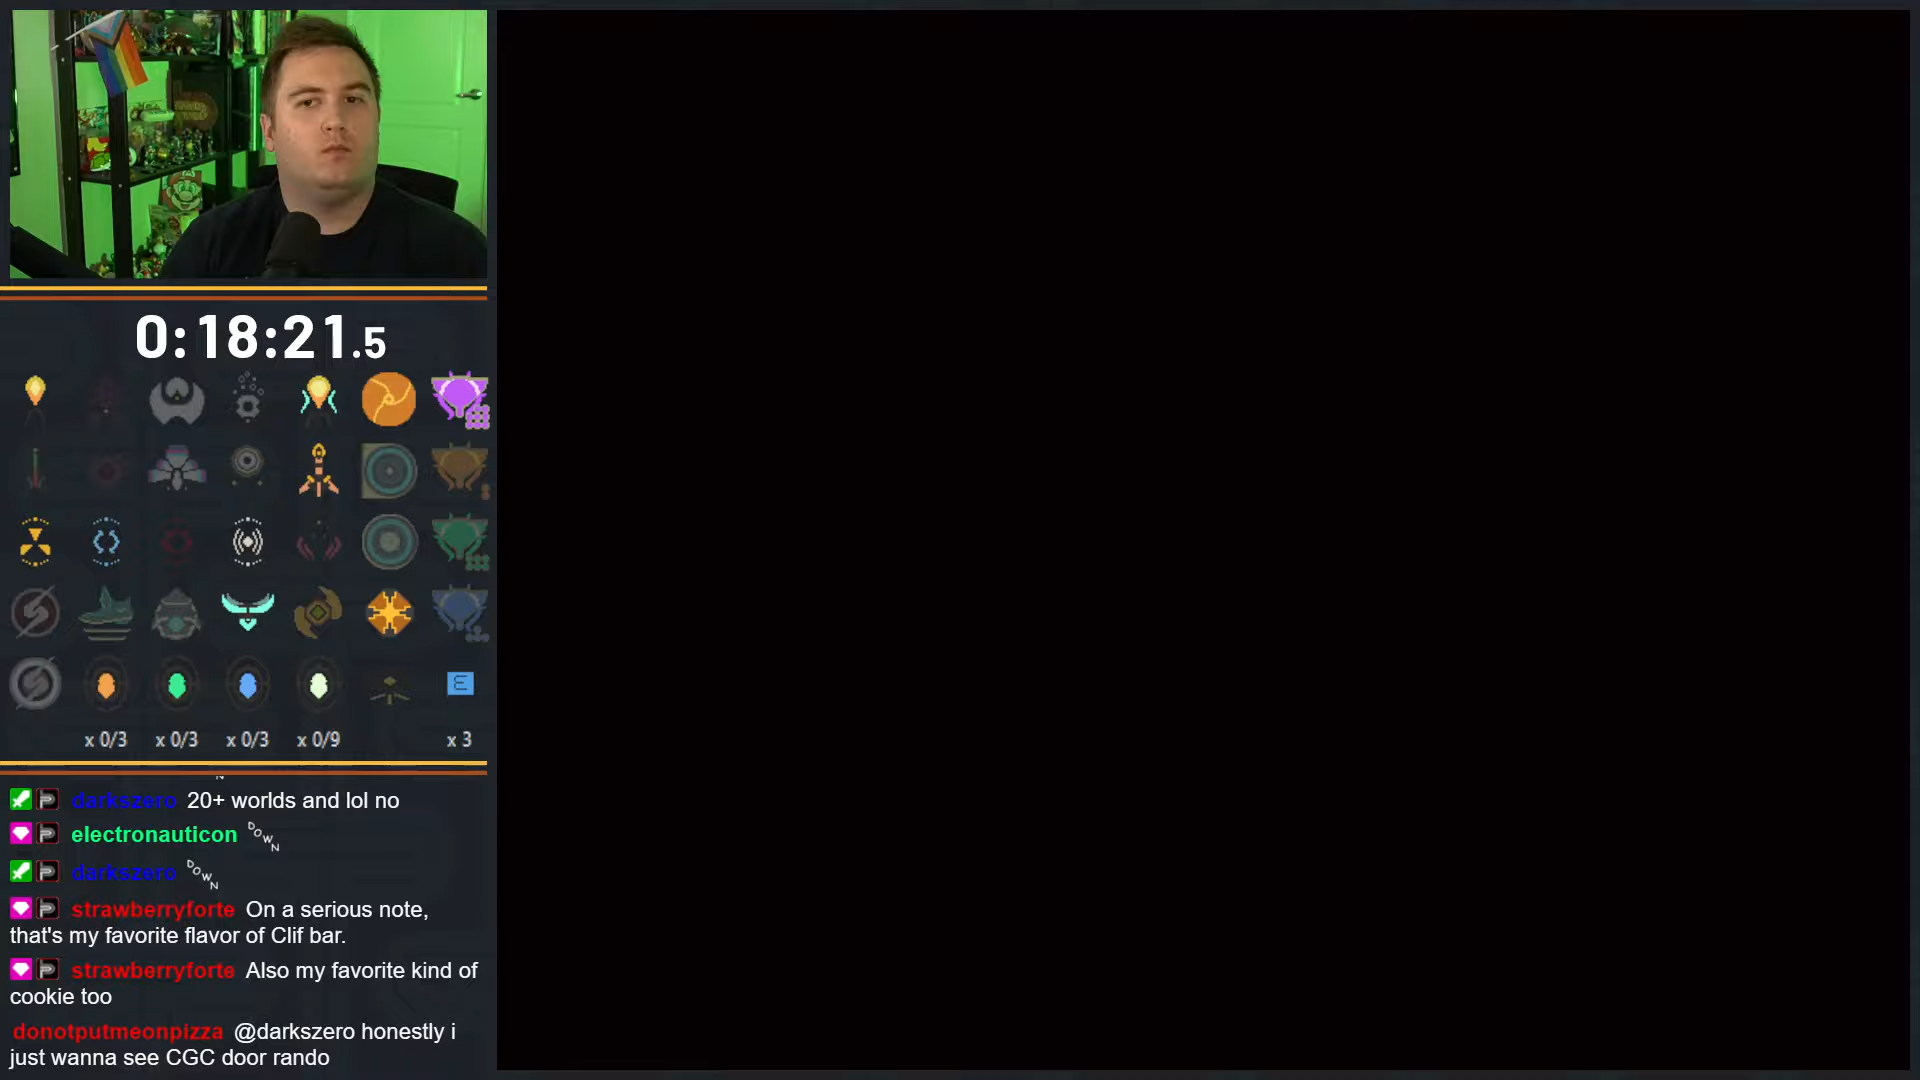 0:18:21.5
x 0/3 x 0/3 x 0/3 x 0/9 x 3
darkszero 20+ worlds and lol no
electronauticon DOWN
darkszero DOWN
strawberryforte On a serious note,
that's my favorite flavor of Clif bar.
strawberryforte Also my favorite kind of
cookie too
donotputmeonpizza @darkszero honestly i
just wanna see CGC door rando